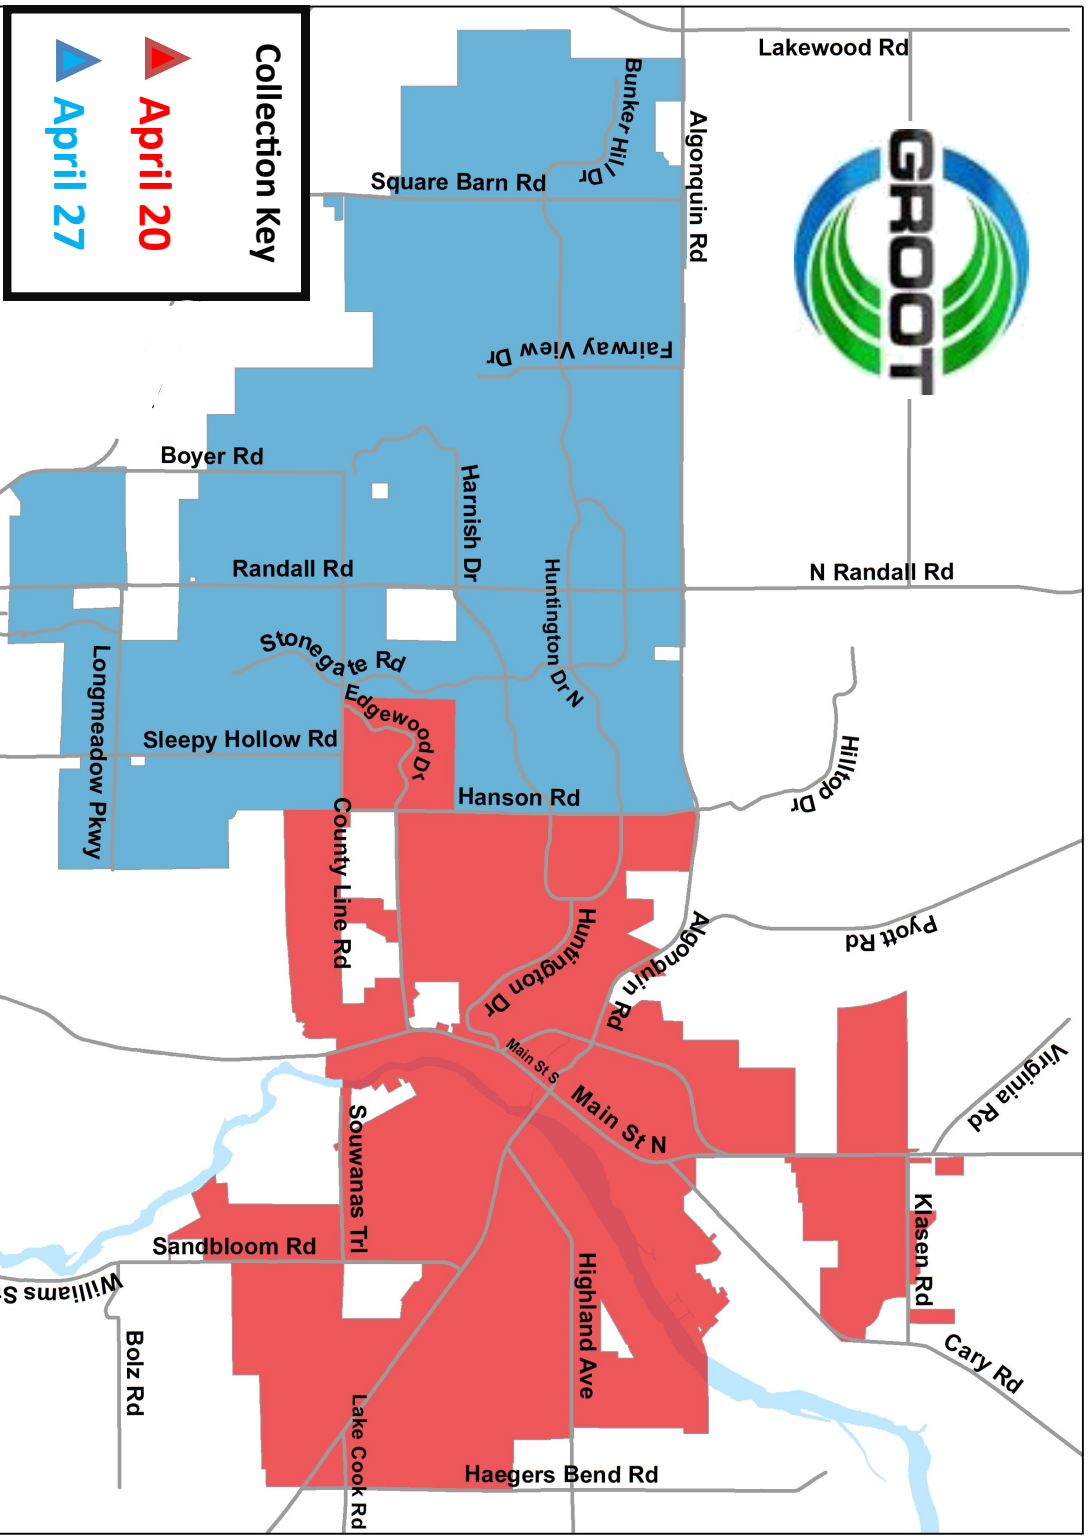 Collection Key
April 20
April 27
GROOT
Lakewood Rd
Bunker Hill Dr
Algonquin Rd
Square Barn Rd
Fairway View Dr
Boyer Rd
Harnish Dr
Randall Rd
N Randall Rd
Huntington Dr N
Stonegate Rd
Longmeadow Pkwy
Edgewood Dr
Sleepy Hollow Rd
Hilltop Dr
Hanson Rd
County Line Rd
Huntington Dr
Algonquin Rd
Pyott Rd
Main St S
Main St N
Virginia Rd
Souwanas Trl
Klasen Rd
Sandbloom Rd
Williams St
Highland Ave
Bolz Rd
Cary Rd
Lake Cook Rd
Haegers Bend Rd